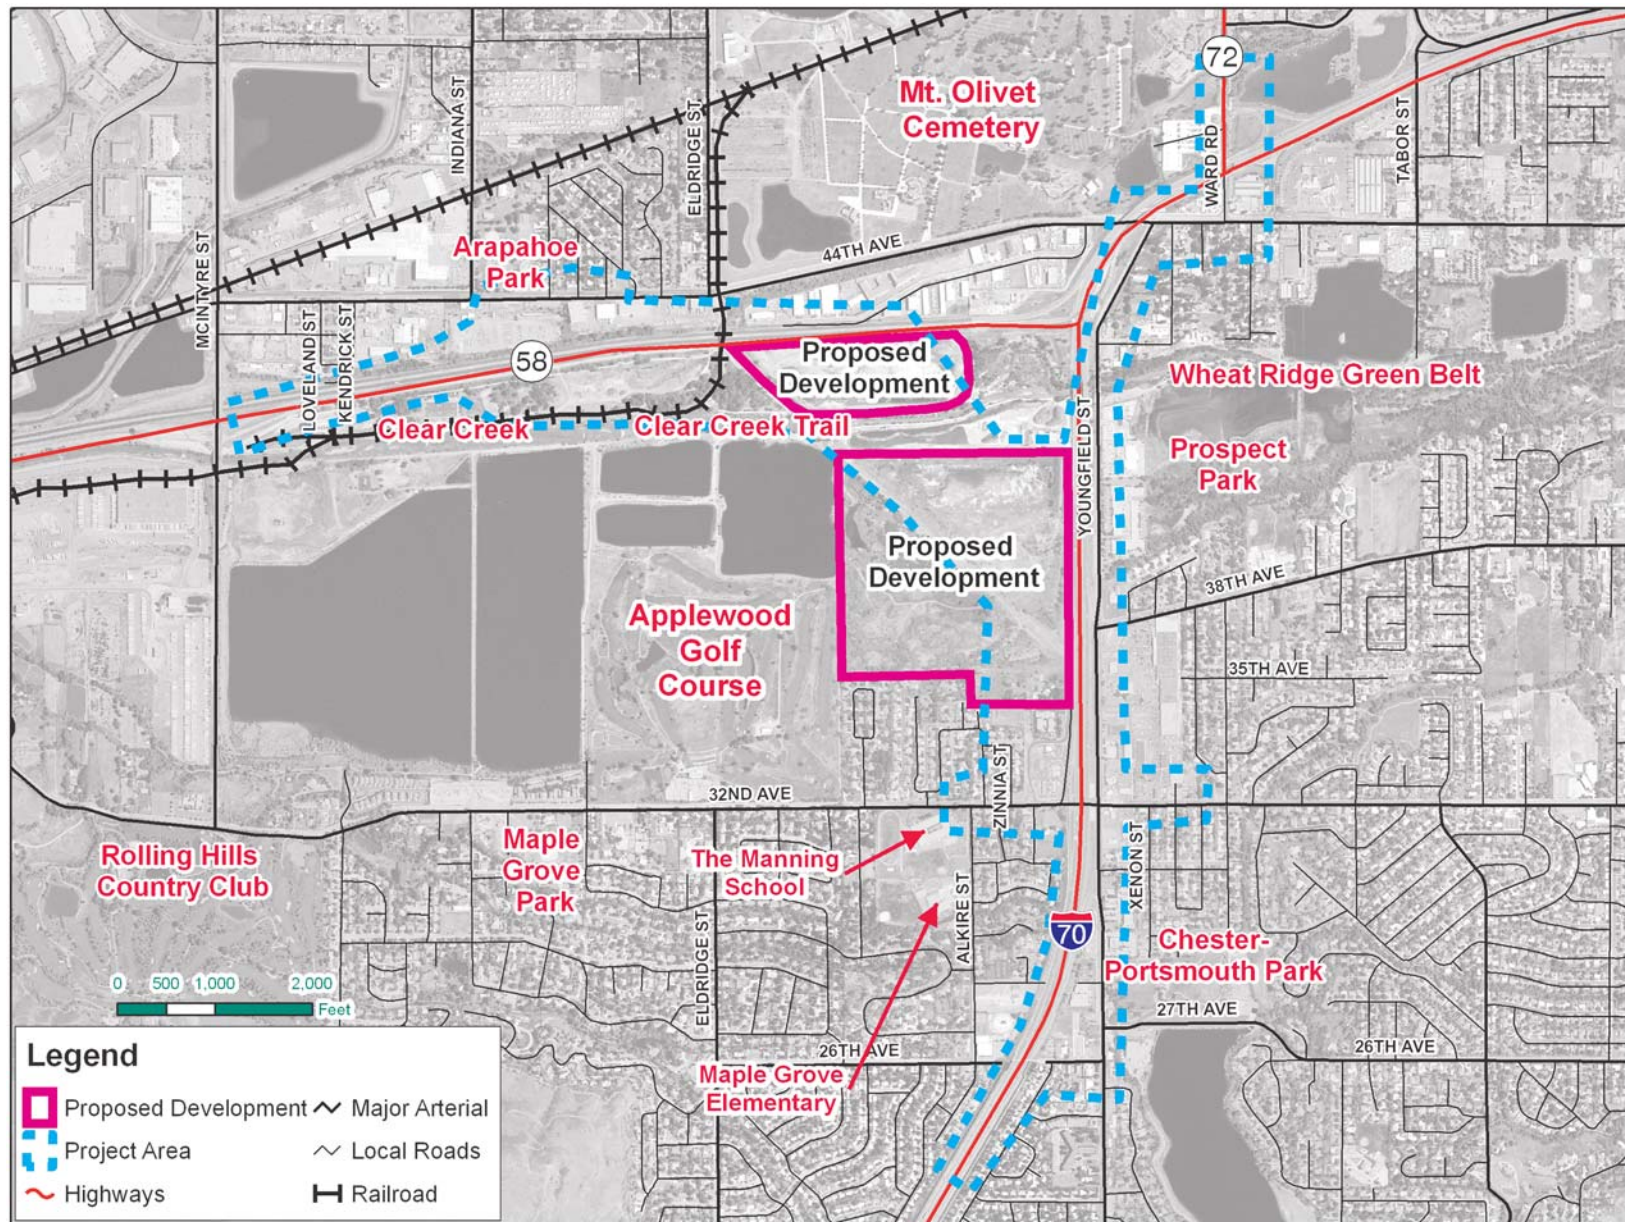 72
Mt. Olivet
Cemetery
INDIANA ST
ELDRIDGE ST
WARD RD
TABOR ST
MCINTYRE ST
Arapahoe
Park
44TH AVE
LOVELAND ST
KENDRICK ST
58
Proposed
Development
Wheat Ridge Green Belt
Clear Creek
Clear Creek Trail
YOUNGFIELD ST
Prospect
Park
Proposed
Development
38TH AVE
Applewood
Golf
Course
35TH AVE
ZINNIA ST
32ND AVE
Rolling Hills
Country Club
Maple
Grove
Park
The Manning
School
XENON ST
ALKIRE ST
ELDRIDGE ST
70
Chester-
Portsmouth Park
0 500 1,000 2,000
Feet
27TH AVE
26TH AVE
26TH AVE
Maple Grove
Elementary
Legend
Proposed Development
Major Arterial
Project Area
Local Roads
Highways
Railroad